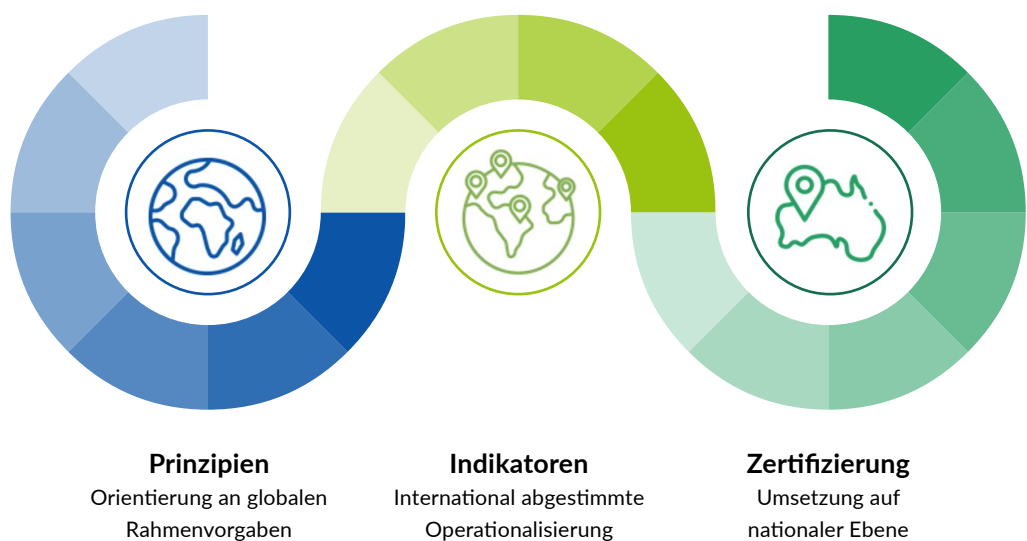 Prinzipien
Orientierung an globalen
Rahmenvorgaben
Indikatoren
International abgestimmte
Operationalisierung
Zertifizierung
Umsetzung auf
nationaler Ebene